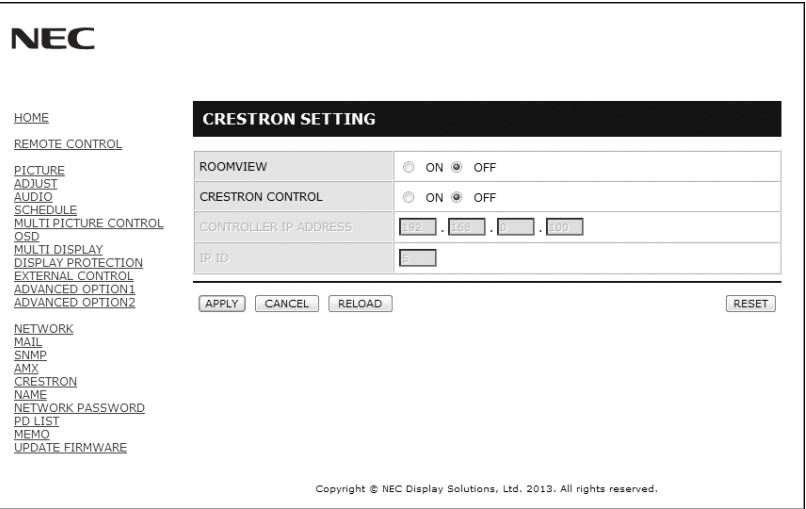 NEC
HOME
REMOTE CONTROL
PICTURE
ADJUST
AUDIO
SCHEDULE
MULTI PICTURE CONTROL
OSD
MULTI DISPLAY
DISPLAY PROTECTION
EXTERNAL CONTROL
ADVANCED OPTION1
ADVANCED OPTION2
NETWORK
MAIL
SNMP
AMX
CRESTRON
NAME
NETWORK PASSWORD
PD LIST
MEMO
UPDATE FIRMWARE
CRESTRON SETTING
ROOMVIEW ON OFF
CRESTRON CONTROL ON OFF
CONTROLLER IP ADDRESS 192 . 168 . 0 . 100
IP ID 5
APPLY CANCEL RELOAD RESET
Copyright © NEC Display Solutions, Ltd. 2013. All rights reserved.